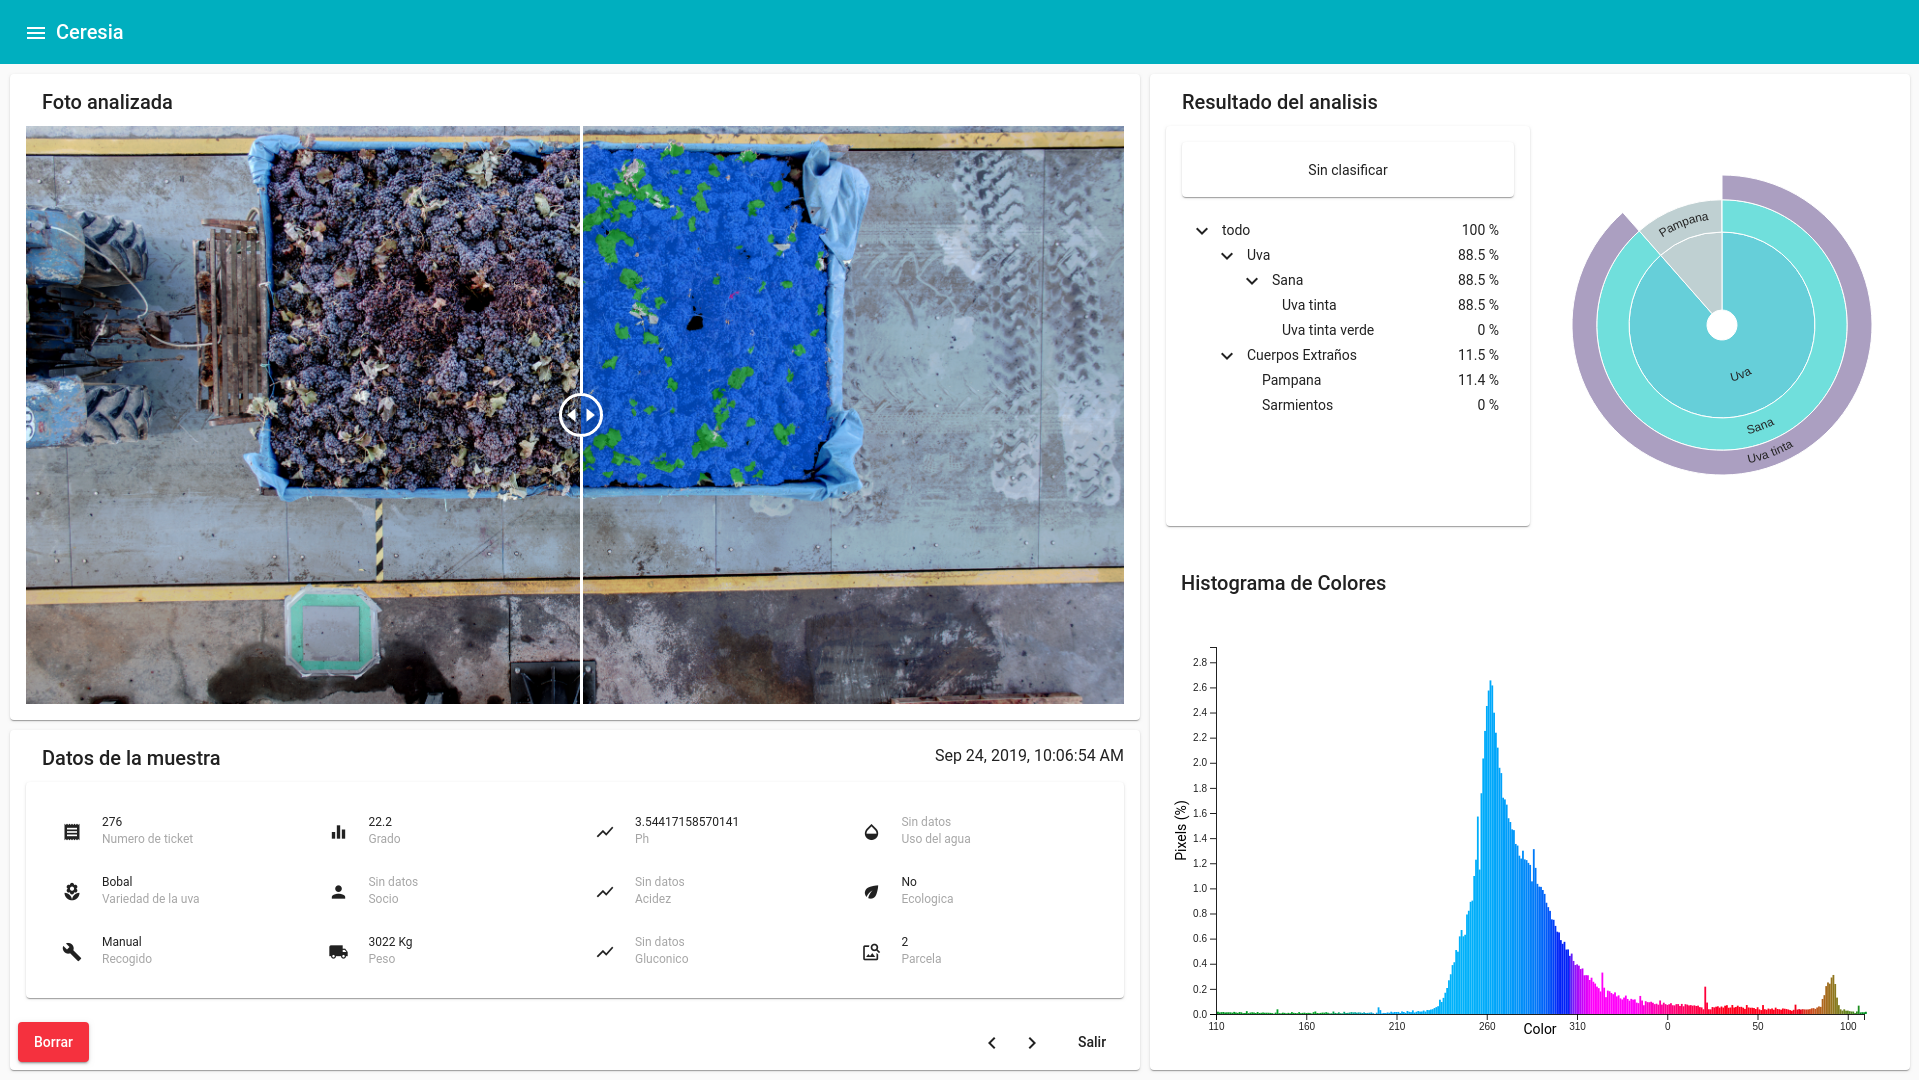 Ceresia
Foto analizada
Datos de la muestra
Sep 24, 2019, 10:06:54 AM
276
Numero de ticket
22.2
Grado
3.54417158570141
Ph
Sin datos
Uso del agua
Bobal
Variedad de la uva
Sin datos
Socio
Sin datos
Acidez
No
Ecologica
Manual
Recogido
3022 Kg
Peso
Sin datos
Gluconico
2
Parcela
Borrar
Salir
Resultado del analisis
Sin clasificar
todo 100 %
Uva 88.5 %
Sana 88.5 %
Uva tinta 88.5 %
Uva tinta verde 0 %
Cuerpos Extraños 11.5 %
Pampana 11.4 %
Sarmientos 0 %
Pampana
Uva
Sana
Uva tinta
Histograma de Colores
2.8
2.6
2.4
2.2
2.0
1.8
1.6
1.4
1.2
1.0
0.8
0.6
0.4
0.2
0.0
Pixels (%)
110 160 210 260 310 0 50 100
Color